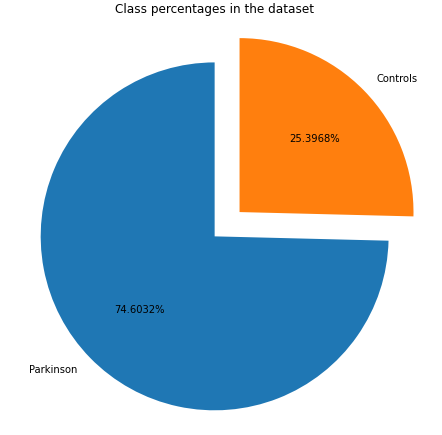 Class percentages in the dataset
Controls
25.3968%
74.6032%
Parkinson